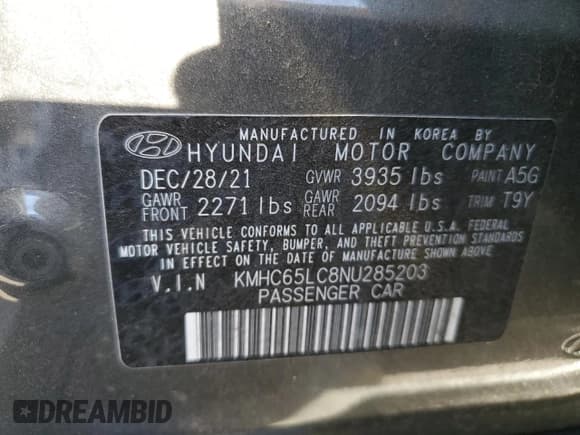 MANUFACTURED IN KOREA BY
HYUNDAI MOTOR COMPANY
DEC/28/21 GVWR 3935 lbs PAINT A5G
GAWR FRONT 2271 lbs GAWR REAR 2094 lbs TRIM T9Y
THIS VEHICLE CONFORMS TO ALL APPLICABLE U.S.A. FEDERAL
MOTOR VEHICLE SAFETY, BUMPER, AND THEFT PREVENTION STANDARDS
IN EFFECT ON THE DATE OF MANUFACTURE SHOWN ABOVE.
V.I.N KMHC65LC8NU285203
PASSENGER CAR
DREAMBID